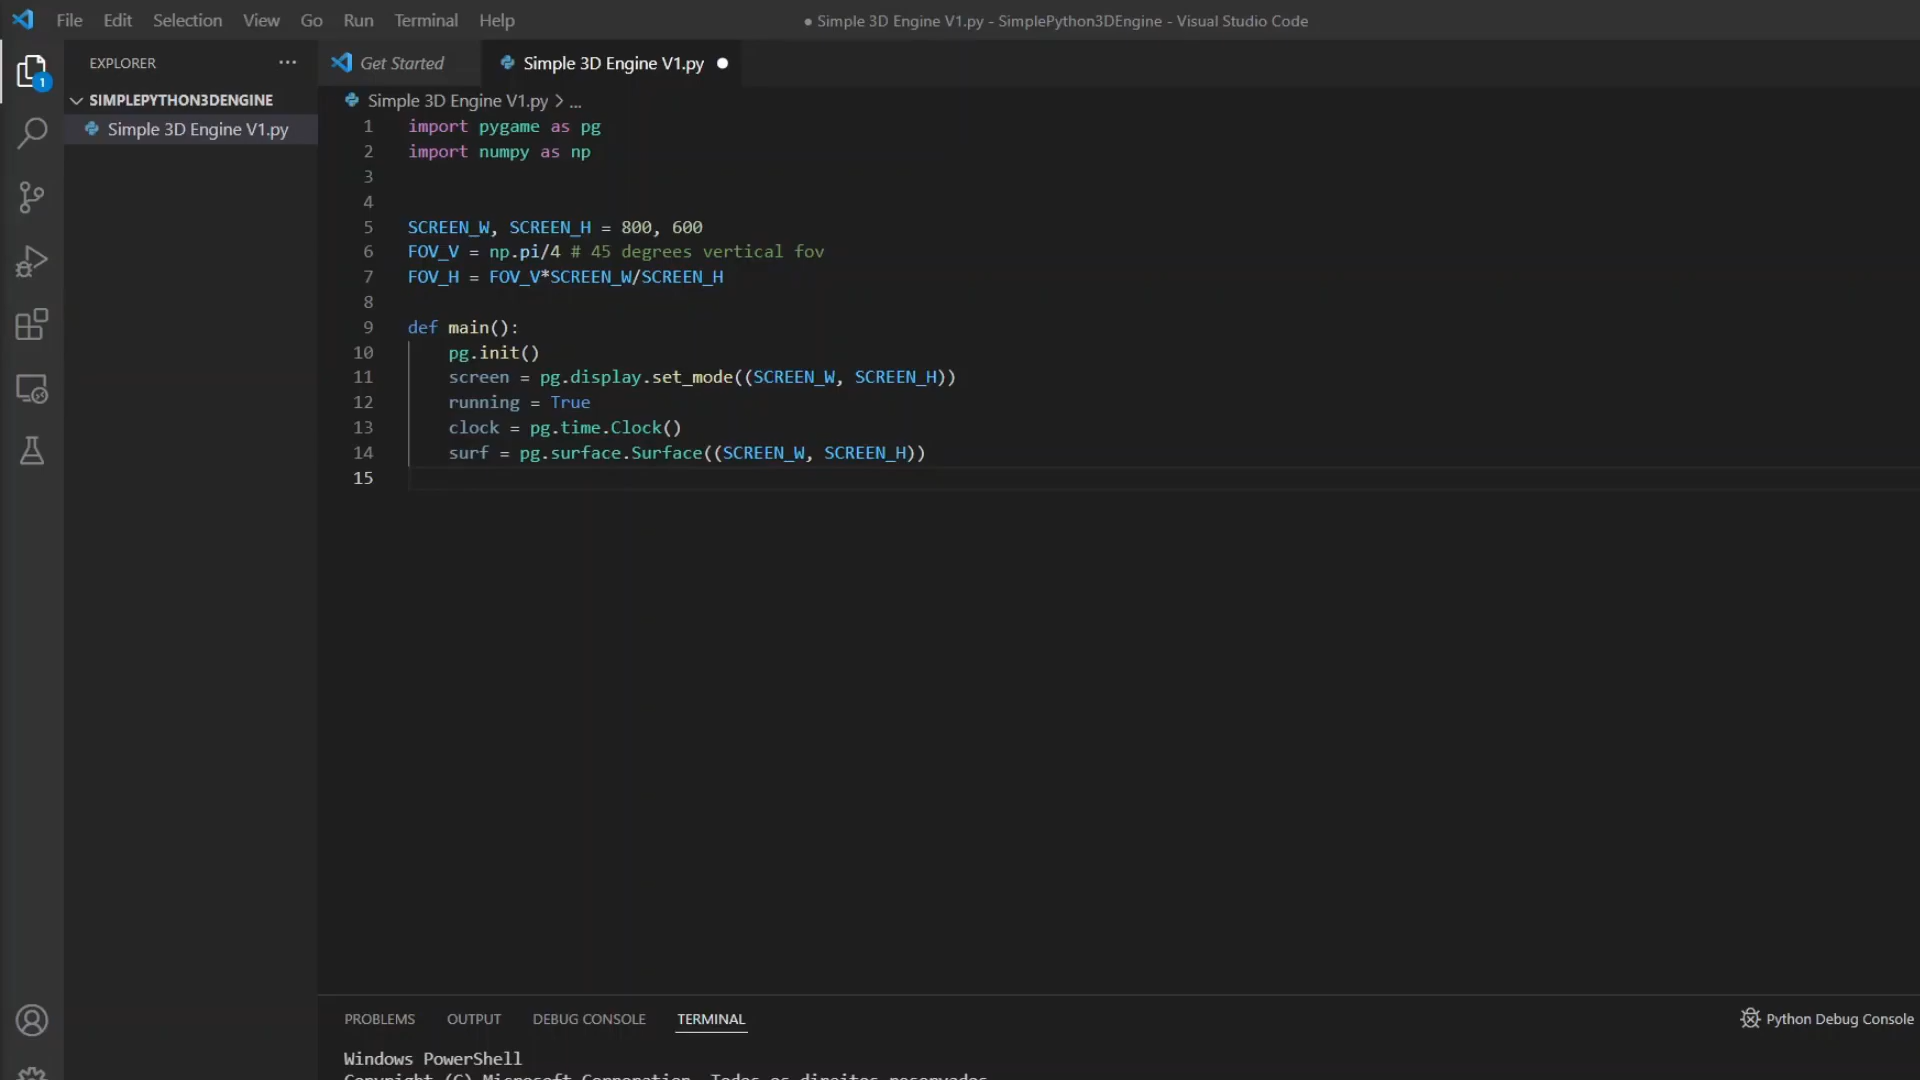 File Edit Selection View Go Run Terminal Help
● Simple 3D Engine V1.py - SimplePython3DEngine - Visual Studio Code
EXPLORER ···
Get Started
Simple 3D Engine V1.py ●
1
SIMPLEPYTHON3DENGINE
Simple 3D Engine V1.py
Simple 3D Engine V1.py > ...
1 import pygame as pg
2 import numpy as np
3
4
5 SCREEN_W, SCREEN_H = 800, 600
6 FOV_V = np.pi/4 # 45 degrees vertical fov
7 FOV_H = FOV_V*SCREEN_W/SCREEN_H
8
9 def main():
10 pg.init()
11 screen = pg.display.set_mode((SCREEN_W, SCREEN_H))
12 running = True
13 clock = pg.time.Clock()
14 surf = pg.surface.Surface((SCREEN_W, SCREEN_H))
15
PROBLEMS OUTPUT DEBUG CONSOLE TERMINAL
Python Debug Console
Windows PowerShell
Copyright (C) Microsoft Corporation. Todos os direitos reservados.